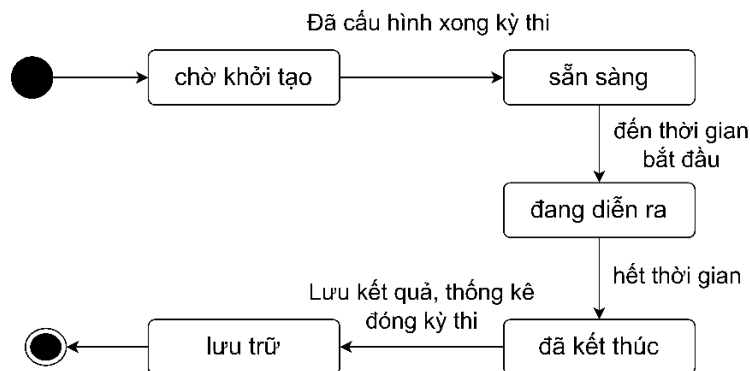 Đã cấu hình xong kỳ thi
chờ khởi tạo
sẵn sàng
đến thời gian
bắt đầu
đang diễn ra
hết thời gian
Lưu kết quả, thống kê
đóng kỳ thi
lưu trữ
đã kết thúc